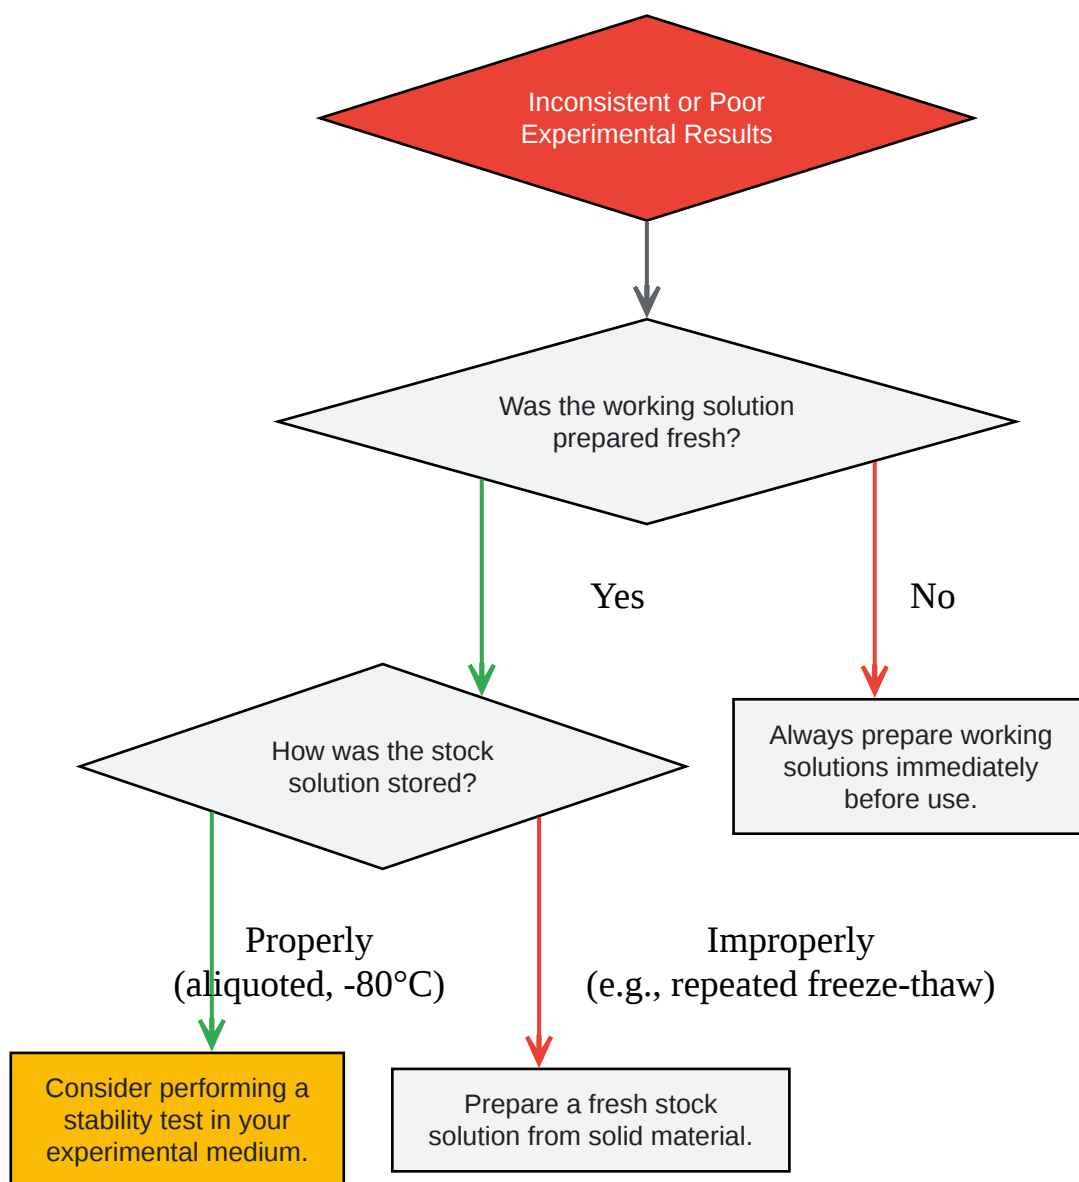 Inconsistent or Poor
Experimental Results
Was the working solution
prepared fresh?
Yes
No
How was the stock
solution stored?
Always prepare working
solutions immediately
before use.
Properly
(aliquoted, -80°C)
Improperly
(e.g., repeated freeze-thaw)
Consider performing a
stability test in your
experimental medium.
Prepare a fresh stock
solution from solid material.